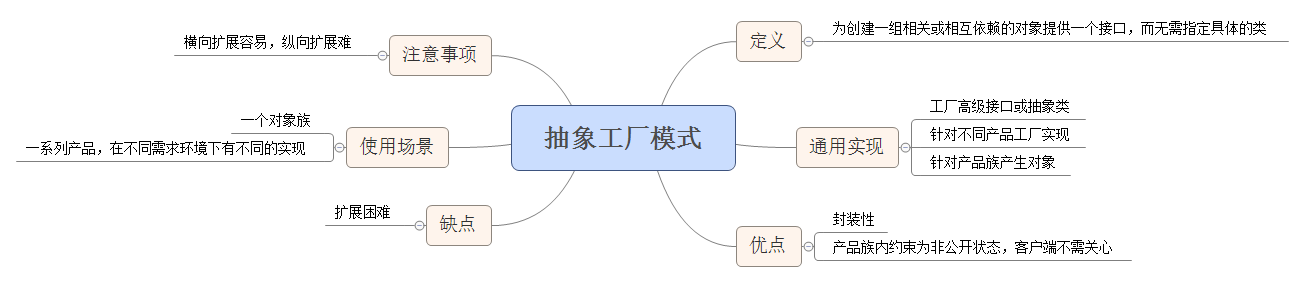 抽象工厂模式
定义
为创建一组相关或相互依赖的对象提供一个接口，而无需指定具体的类
通用实现
工厂高级接口或抽象类
针对不同产品工厂实现
针对产品族产生对象
优点
封装性
产品族内约束为非公开状态，客户端不需关心
注意事项
横向扩展容易，纵向扩展难
使用场景
一个对象族
一系列产品，在不同需求环境下有不同的实现
缺点
扩展困难